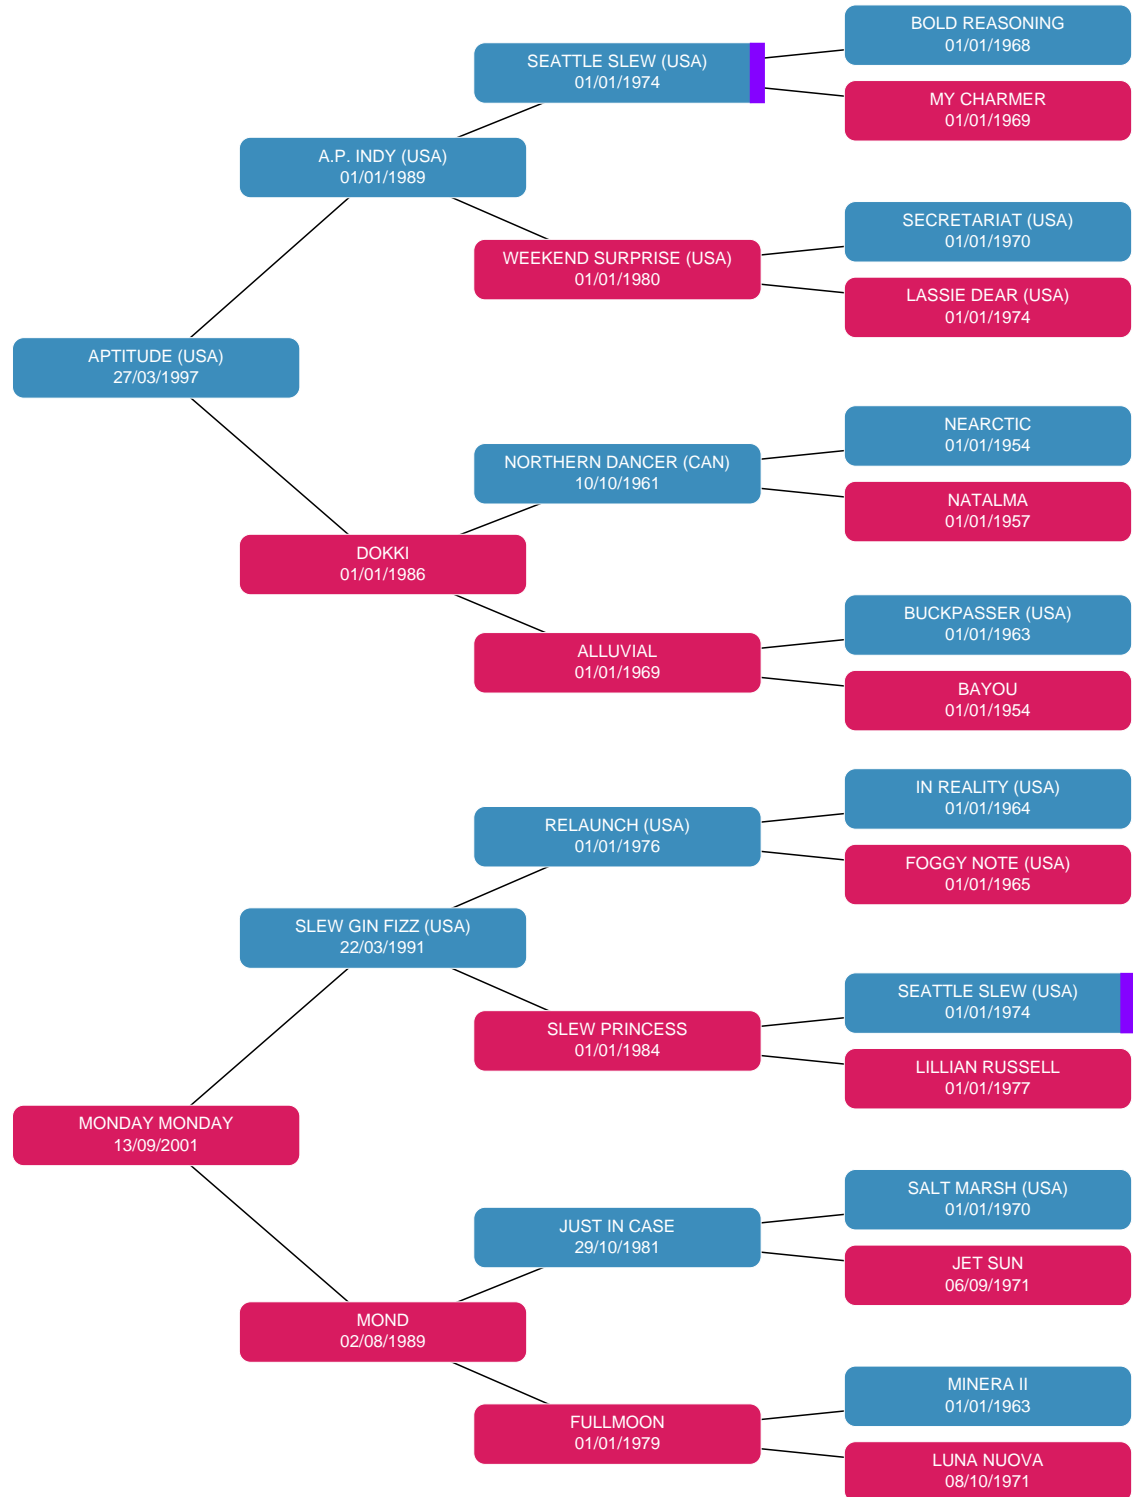 BOLD REASONING
01/01/1968
SEATTLE SLEW (USA)
01/01/1974
MY CHARMER
01/01/1969
A.P. INDY (USA)
01/01/1989
SECRETARIAT (USA)
01/01/1970
WEEKEND SURPRISE (USA)
01/01/1980
LASSIE DEAR (USA)
01/01/1974
APTITUDE (USA)
27/03/1997
NEARCTIC
01/01/1954
NORTHERN DANCER (CAN)
10/10/1961
NATALMA
01/01/1957
DOKKI
01/01/1986
BUCKPASSER (USA)
01/01/1963
ALLUVIAL
01/01/1969
BAYOU
01/01/1954
IN REALITY (USA)
01/01/1964
RELAUNCH (USA)
01/01/1976
FOGGY NOTE (USA)
01/01/1965
SLEW GIN FIZZ (USA)
22/03/1991
SEATTLE SLEW (USA)
01/01/1974
SLEW PRINCESS
01/01/1984
LILLIAN RUSSELL
01/01/1977
MONDAY MONDAY
13/09/2001
SALT MARSH (USA)
01/01/1970
JUST IN CASE
29/10/1981
JET SUN
06/09/1971
MOND
02/08/1989
MINERA II
01/01/1963
FULLMOON
01/01/1979
LUNA NUOVA
08/10/1971